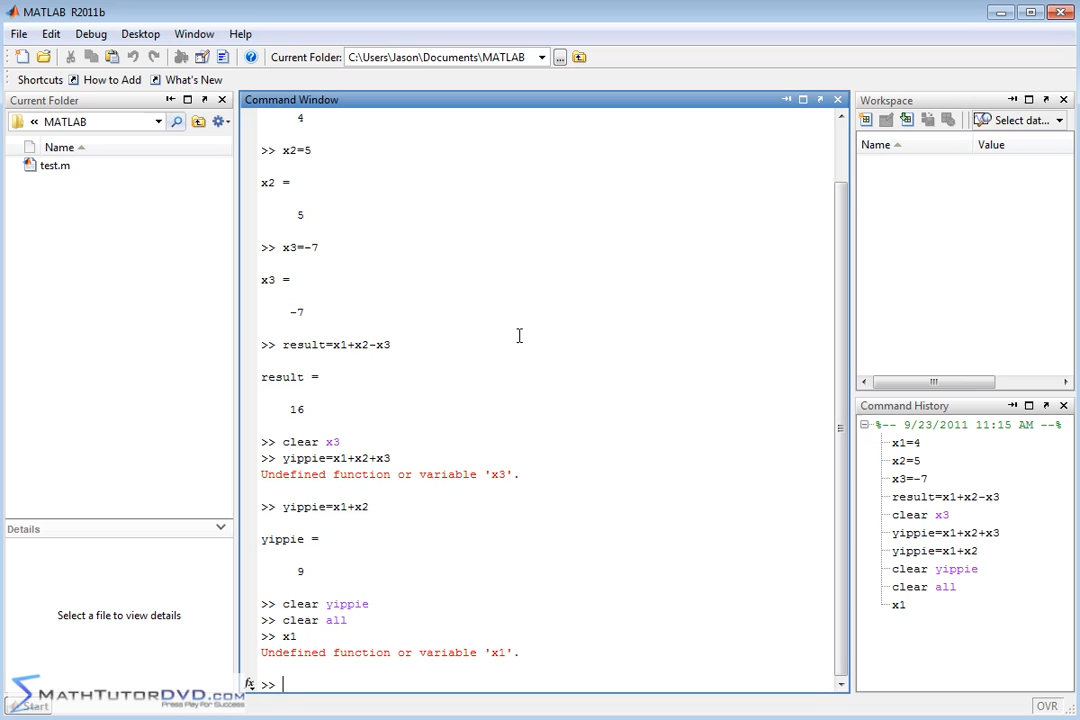 MATLAB R2011b
File Edit Debug Desktop Window Help
Current Folder: C:\Users\Jason\Documents\MATLAB
Shortcuts How to Add What's New
Current Folder
« MATLAB
Name
test.m
Details
Select a file to view details
Command Window
4
>> x2=5
x2 =
5
>> x3=-7
x3 =
-7
>> result=x1+x2-x3
result =
16
>> clear x3
>> yippie=x1+x2+x3
Undefined function or variable 'x3'.
>> yippie=x1+x2
yippie =
9
>> clear yippie
>> clear all
>> x1
Undefined function or variable 'x1'.
fx >>
Workspace
Select dat...
Name Value
Command History
%-- 9/23/2011 11:15 AM --%
x1=4
x2=5
x3=-7
result=x1+x2-x3
clear x3
yippie=x1+x2+x3
yippie=x1+x2
clear yippie
clear all
x1
MATHTUTORDVD.COM
Press Play For Success
Start
OVR